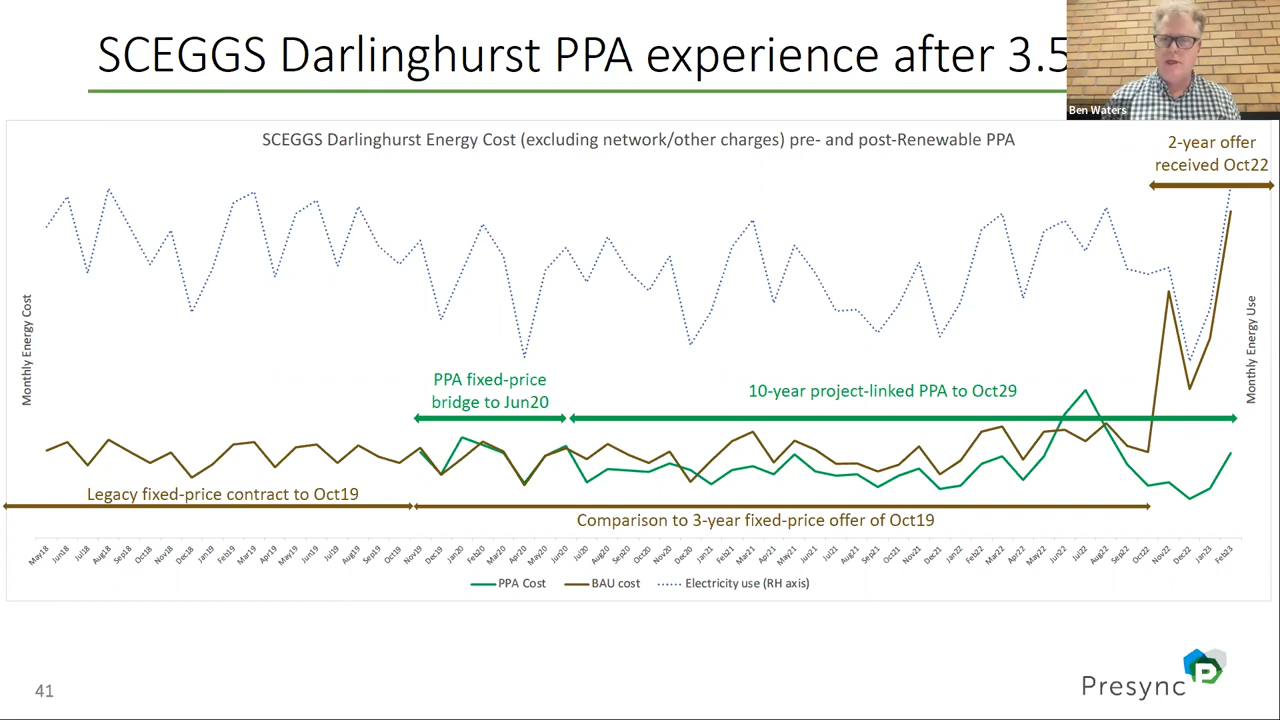 SCEGGS Darlinghurst PPA experience after 3.5
Ben Waters
SCEGGS Darlinghurst Energy Cost (excluding network/other charges) pre- and post-Renewable PPA
2-year offer
received Oct22
Monthly Energy Cost
Monthly Energy Use
PPA fixed-price
bridge to Jun20
10-year project-linked PPA to Oct29
Legacy fixed-price contract to Oct19
Comparison to 3-year fixed-price offer of Oct19
May18 Jun18 Jul18 Aug18 Sep18 Oct18 Nov18 Dec18 Jan19 Feb19 Mar19 Apr19 May19 Jun19 Jul19 Aug19 Sep19 Oct19 Nov19 Dec19 Jan20 Feb20 Mar20 Apr20 May20 Jun20 Jul20 Aug20 Sep20 Oct20 Nov20 Dec20 Jan21 Feb21 Mar21 Apr21 May21 Jun21 Jul21 Aug21 Sep21 Oct21 Nov21 Dec21 Jan22 Feb22 Mar22 Apr22 May22 Jun22 Jul22 Aug22 Sep22 Oct22 Nov22 Dec22 Jan23 Feb23
PPA Cost BAU cost Electricity use (RH axis)
41
Presync